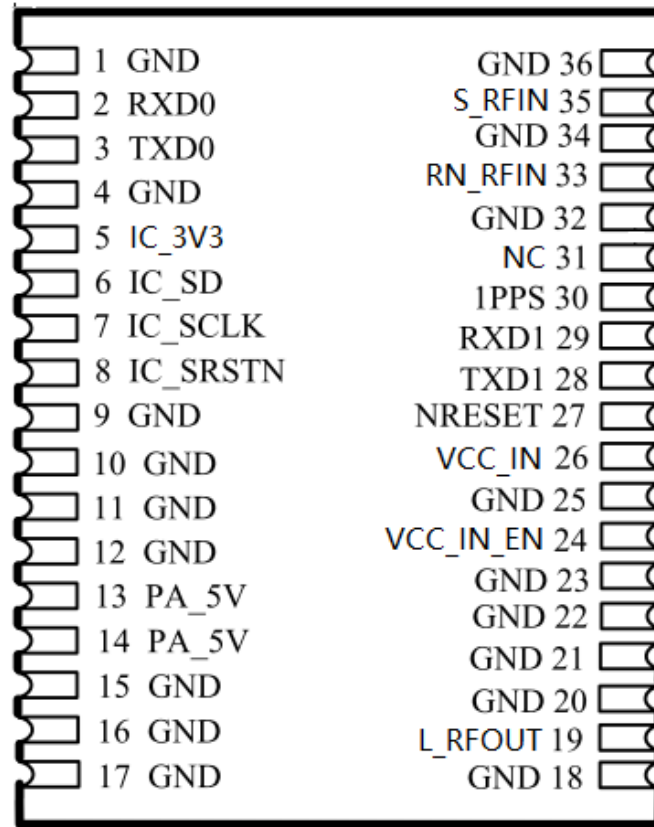 1 GND
2 RXD0
3 TXD0
4 GND
5 IC_3V3
6 IC_SD
7 IC_SCLK
8 IC_SRSTN
9 GND
10 GND
11 GND
12 GND
13 PA_5V
14 PA_5V
15 GND
16 GND
17 GND
GND 36
S_RFIN 35
GND 34
RN_RFIN 33
GND 32
NC 31
1PPS 30
RXD1 29
TXD1 28
NRESET 27
VCC_IN 26
GND 25
VCC_IN_EN 24
GND 23
GND 22
GND 21
GND 20
L_RFOUT 19
GND 18